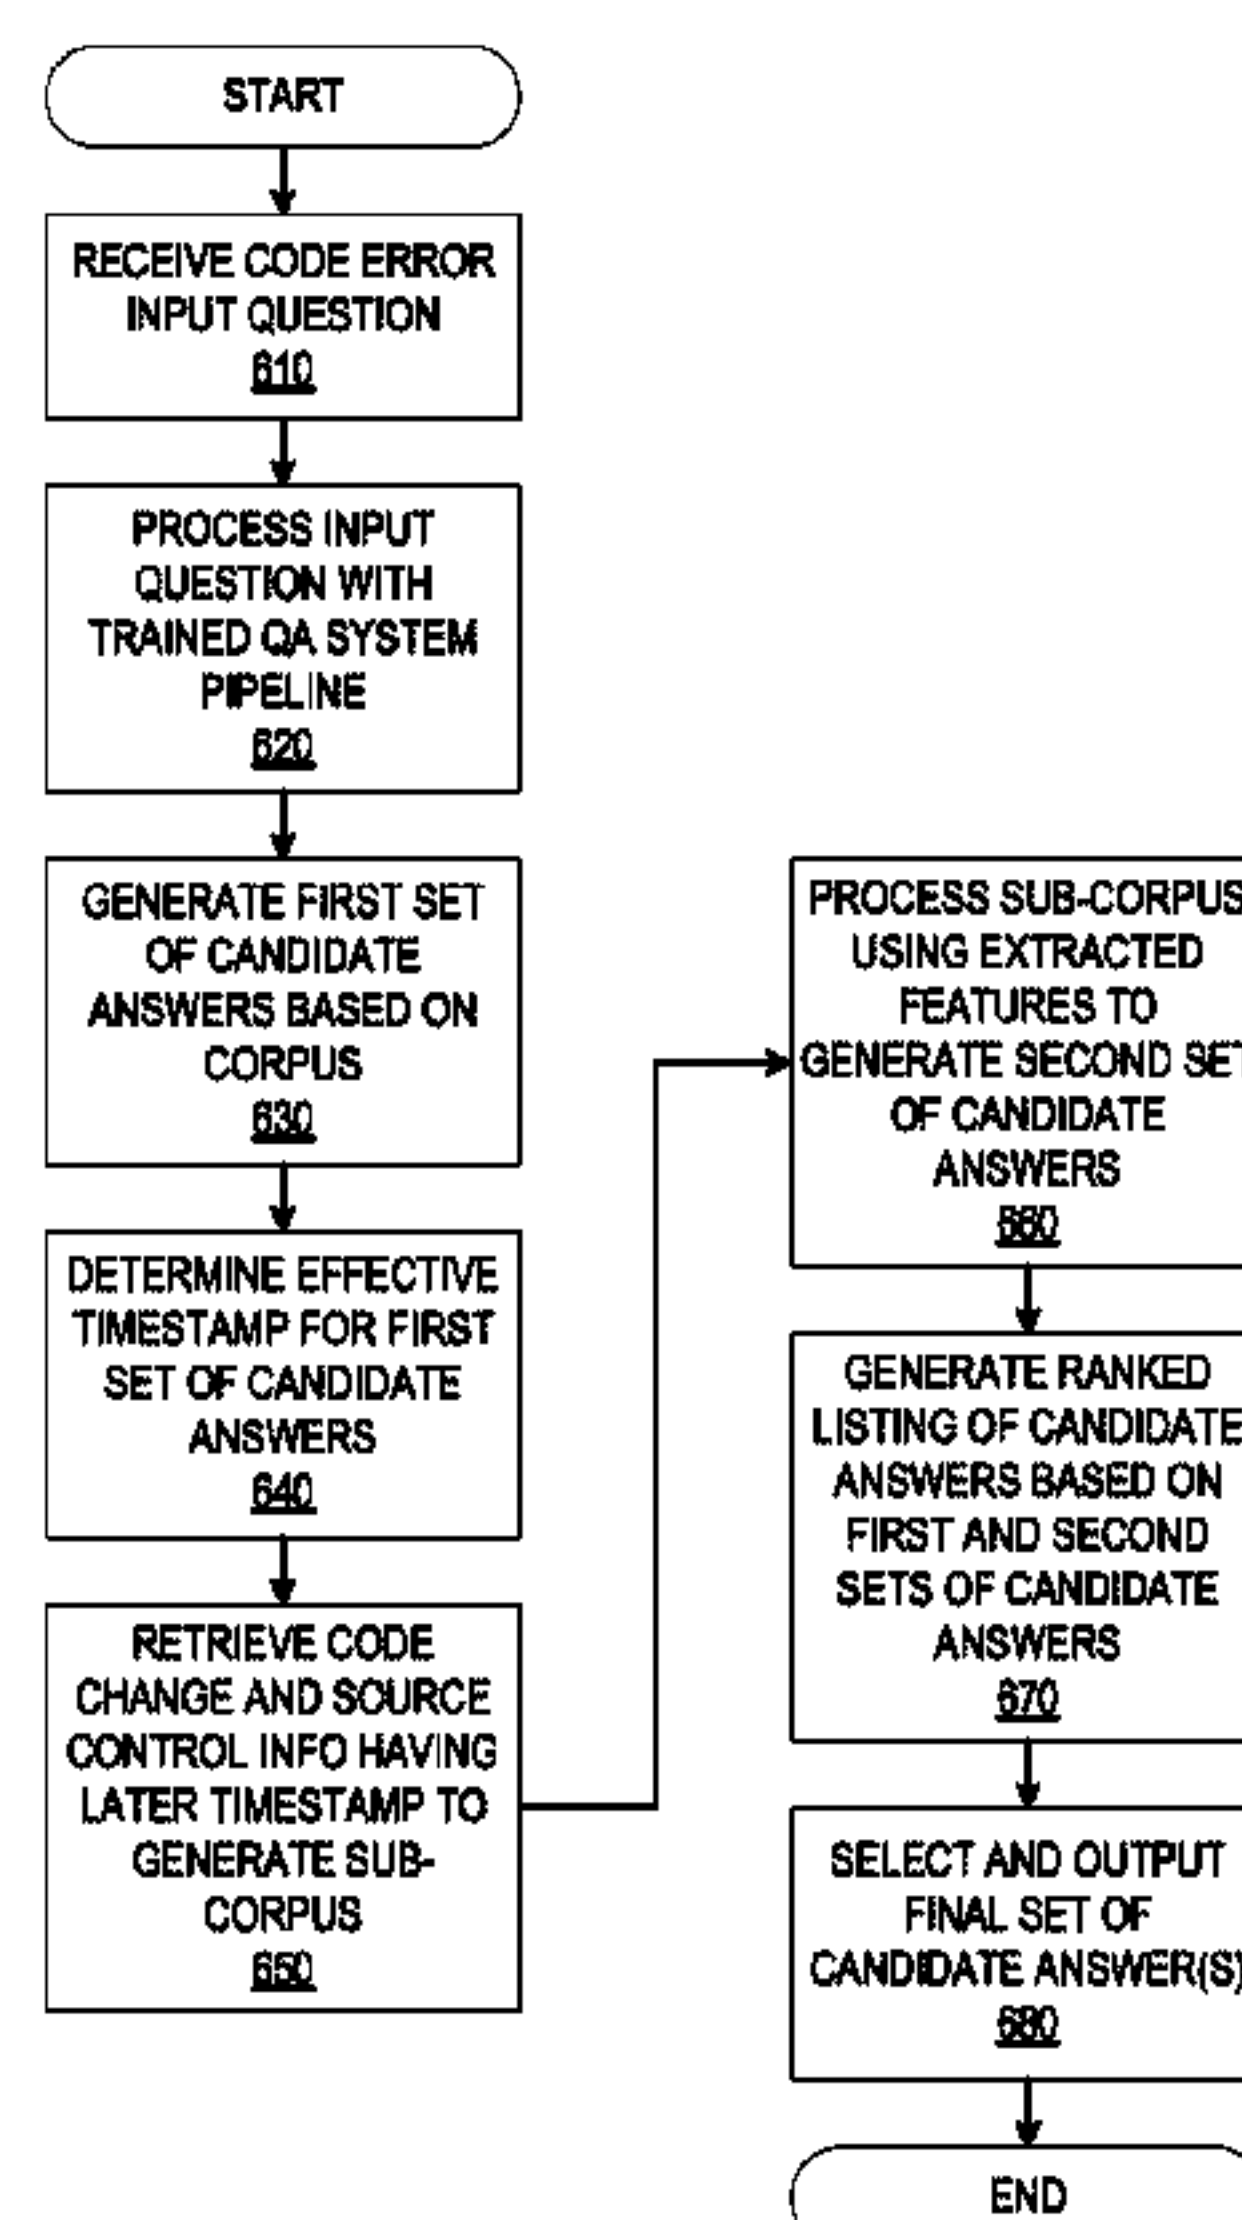 START
RECEIVE CODE ERROR
INPUT QUESTION
610
PROCESS INPUT
QUESTION WITH
TRAINED QA SYSTEM
PIPELINE
620
GENERATE FIRST SET
OF CANDIDATE
ANSWERS BASED ON
CORPUS
630
DETERMINE EFFECTIVE
TIMESTAMP FOR FIRST
SET OF CANDIDATE
ANSWERS
640
RETRIEVE CODE
CHANGE AND SOURCE
CONTROL INFO HAVING
LATER TIMESTAMP TO
GENERATE SUB-
CORPUS
650
PROCESS SUB-CORPUS
USING EXTRACTED
FEATURES TO
GENERATE SECOND SET
OF CANDIDATE
ANSWERS
660
GENERATE RANKED
LISTING OF CANDIDATE
ANSWERS BASED ON
FIRST AND SECOND
SETS OF CANDIDATE
ANSWERS
670
SELECT AND OUTPUT
FINAL SET OF
CANDIDATE ANSWER(S)
680
END